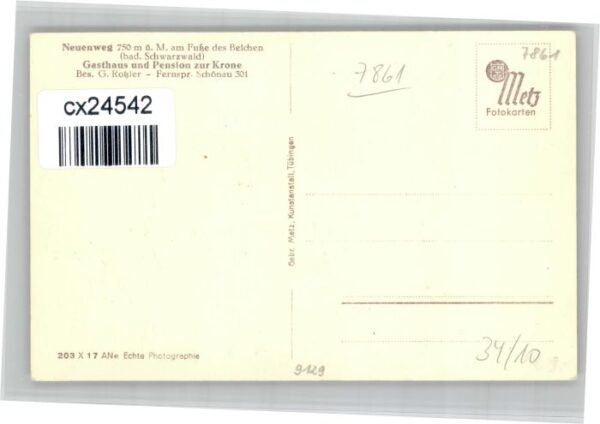 Neuenweg 750 m ü. M. am Fuße des Belchen
(bad. Schwarzwald)
Gasthaus und Pension zur Krone
Bes. G. Roßler – Fernspr. Schönau 301
cx24542
7861
7861
Metz
Fotokarten
Gebr. Metz, Kunstanstalt, Tübingen
203 X 17 ANe Echte Photographie
9129
34/10